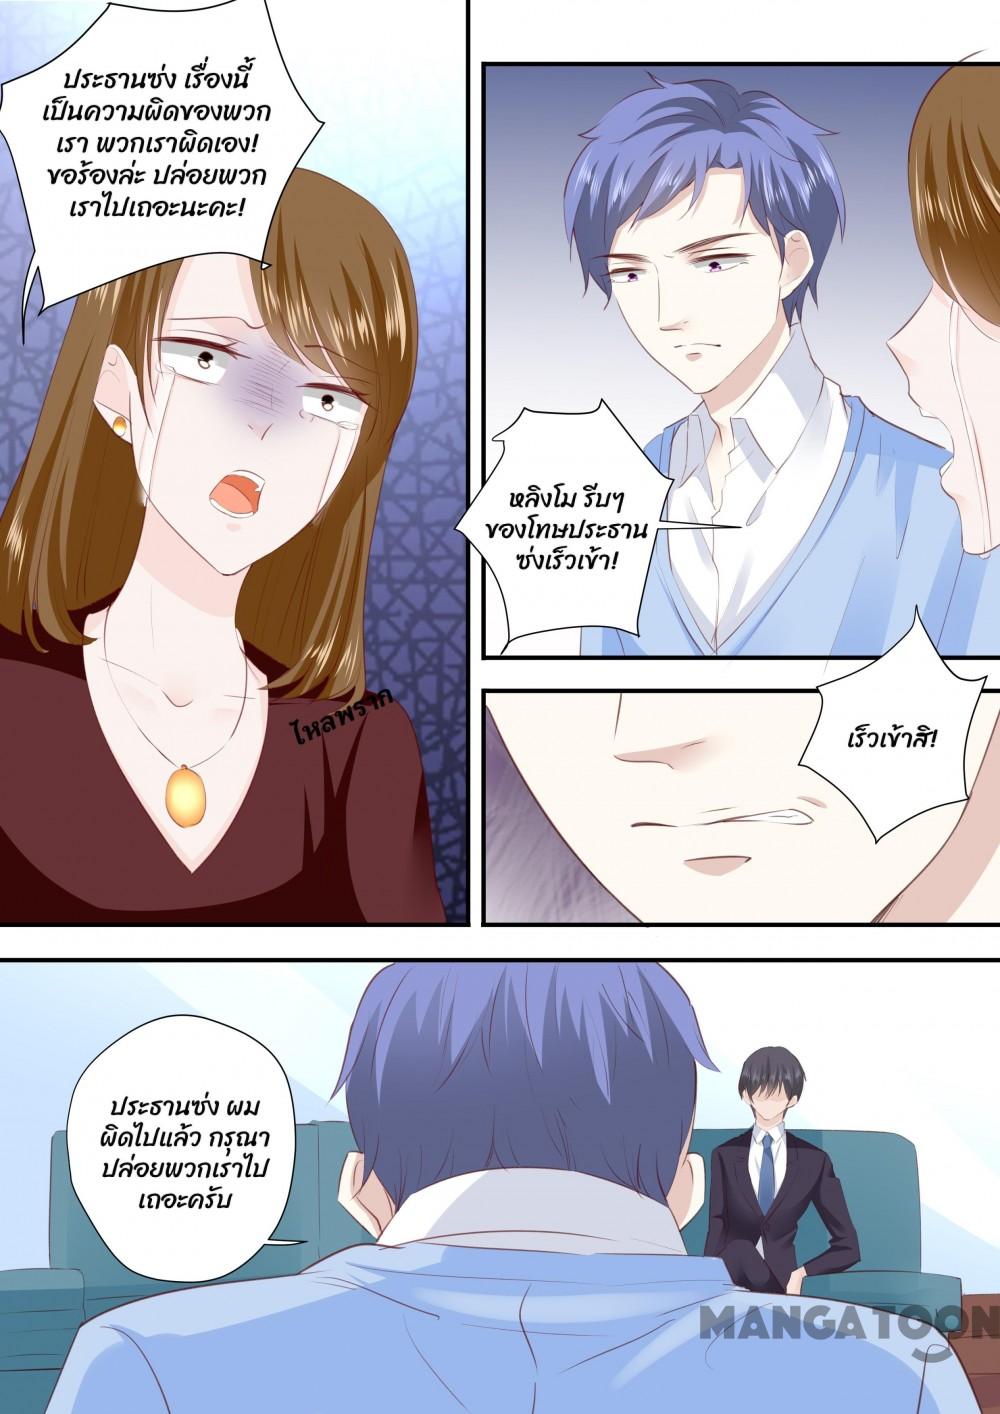 ประธานซ่ง เรื่องนี้
เป็นความผิดของพวก
เรา พวกเราผิดเอง!
ขอร้องล่ะ ปล่อยพวก
เราไปเถอะนะคะ!
หลิงโม รีบๆ
ของโทษประธาน
ซ่งเร็วเข้า!
ไหลพราก
เร็วเข้าสิ!
ประธานซ่ง ผม
ผิดไปแล้ว กรุณา
ปล่อยพวกเราไป
เถอะครับ
MANGATOON